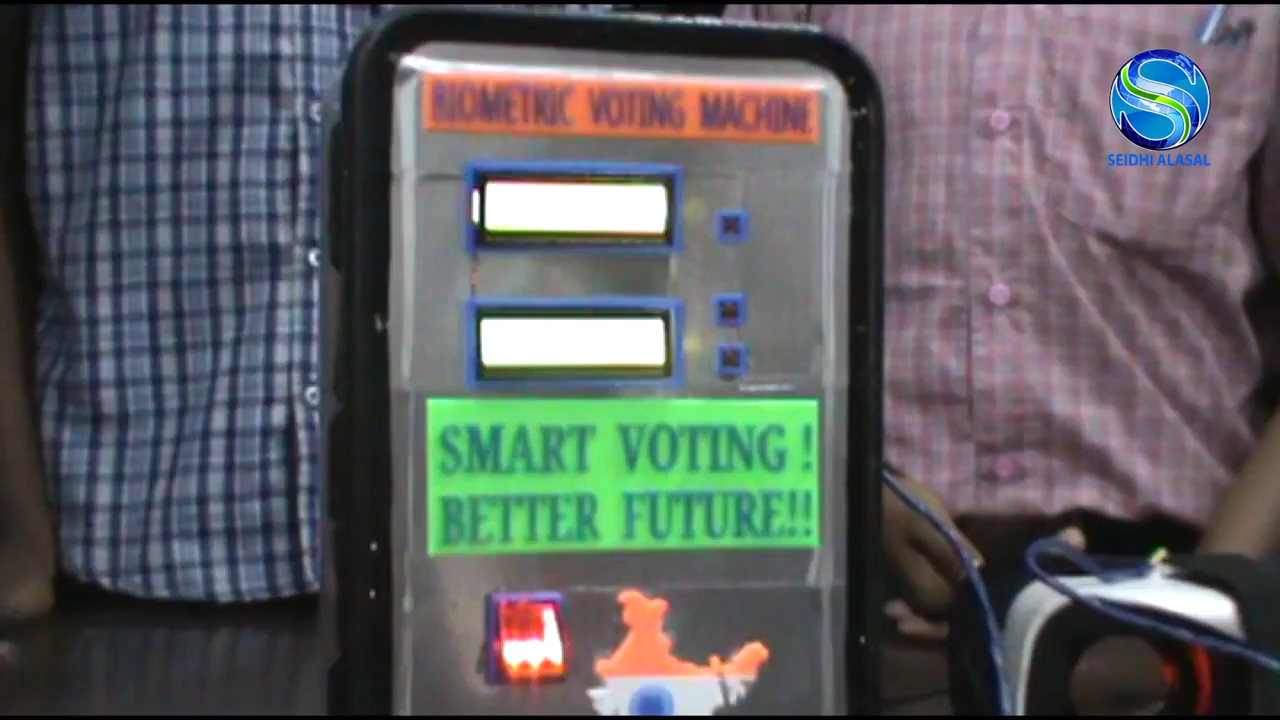 BIOMETRIC VOTING MACHINE
SEIDHI ALASAL
SMART VOTING !
BETTER FUTURE!!